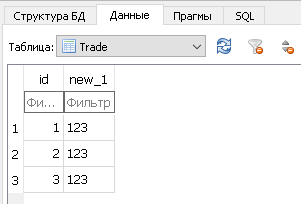 Структура БД Данные Прагмы SQL
Таблица: Trade
id new_1
Фи... Фильтр
1 1 123
2 2 123
3 3 123